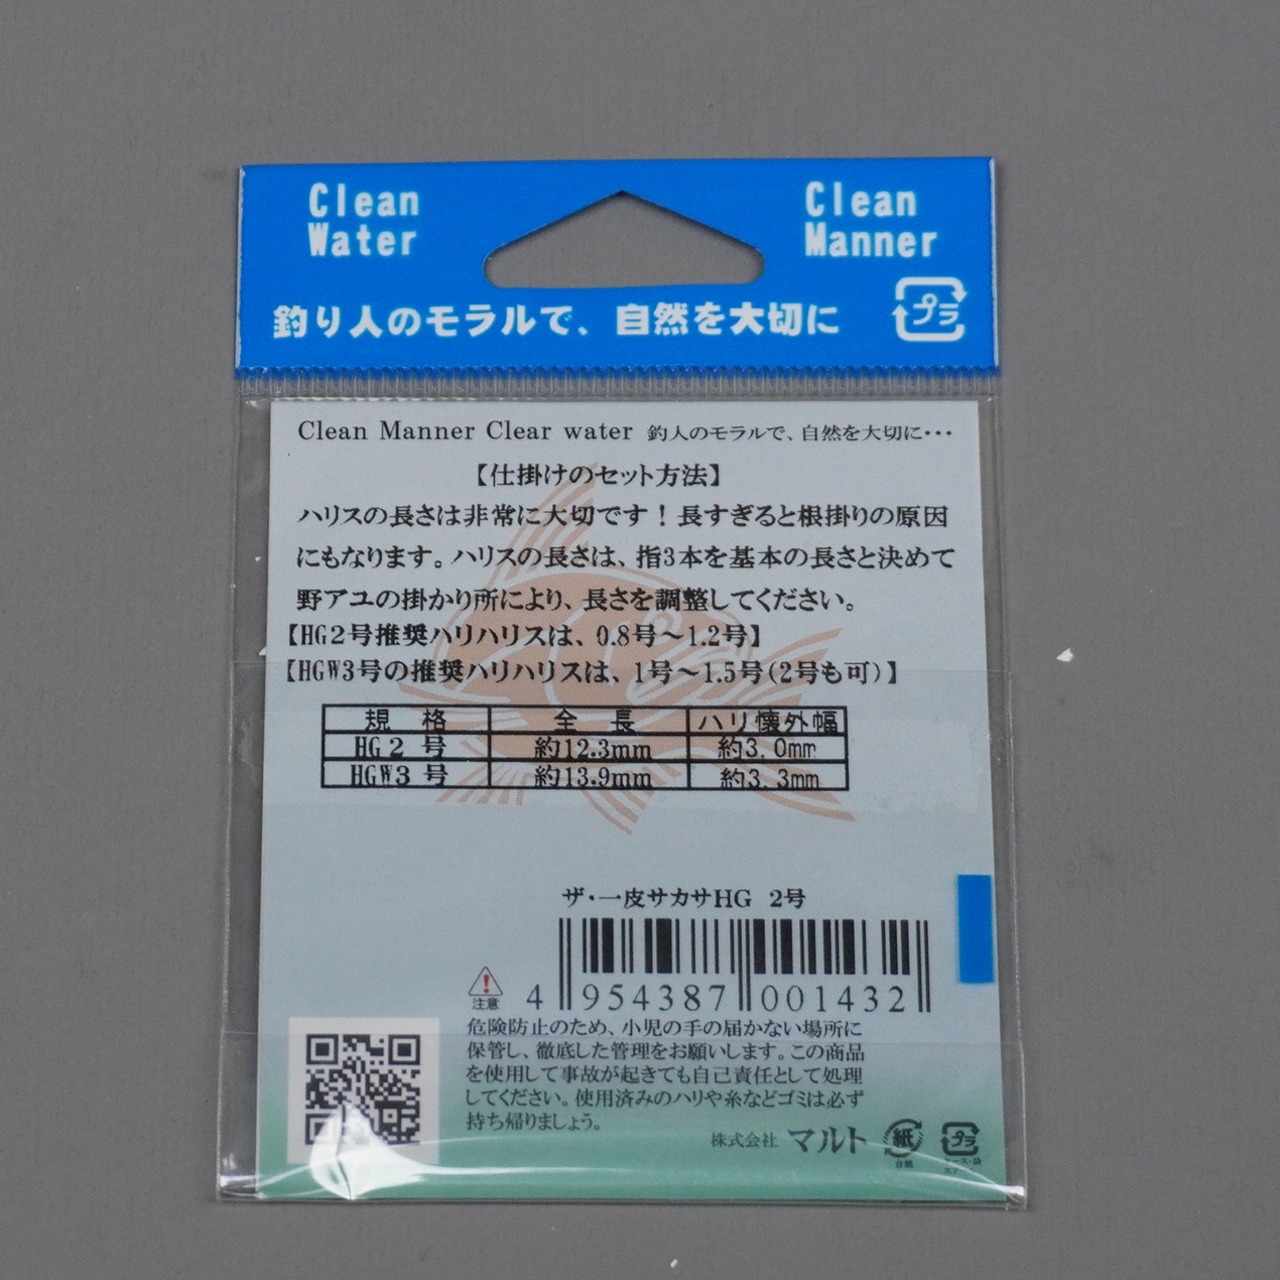 Clean Water
Clean Manner
釣り人のモラルで、自然を大切に
プラ
Clean Manner Clear water 釣人のモラルで、自然を大切に・・・
【仕掛けのセット方法】
ハリスの長さは非常に大切です！長すぎると根掛りの原因
にもなります。ハリスの長さは、指3本を基本の長さと決めて
野アユの掛かり所により、長さを調整してください。
【HG2号推奨ハリハリスは、0.8号～1.2号】
【HGW3号の推奨ハリハリスは、1号～1.5号(2号も可)】
規 格 全 長 ハリ懐外幅
HG2 号 約12.3mm 約3.0mm
HGW3 号 約13.9mm 約3.3mm
ザ・一皮サカサHG 2号
4 954387 001432
注意
危険防止のため、小児の手の届かない場所に
保管し、徹底した管理をお願いします。この商品
を使用して事故が起きても自己責任として処理
してください。使用済みのハリや糸などゴミは必ず
持ち帰りましょう。
株式会社 マルト
紙
台紙
プラ